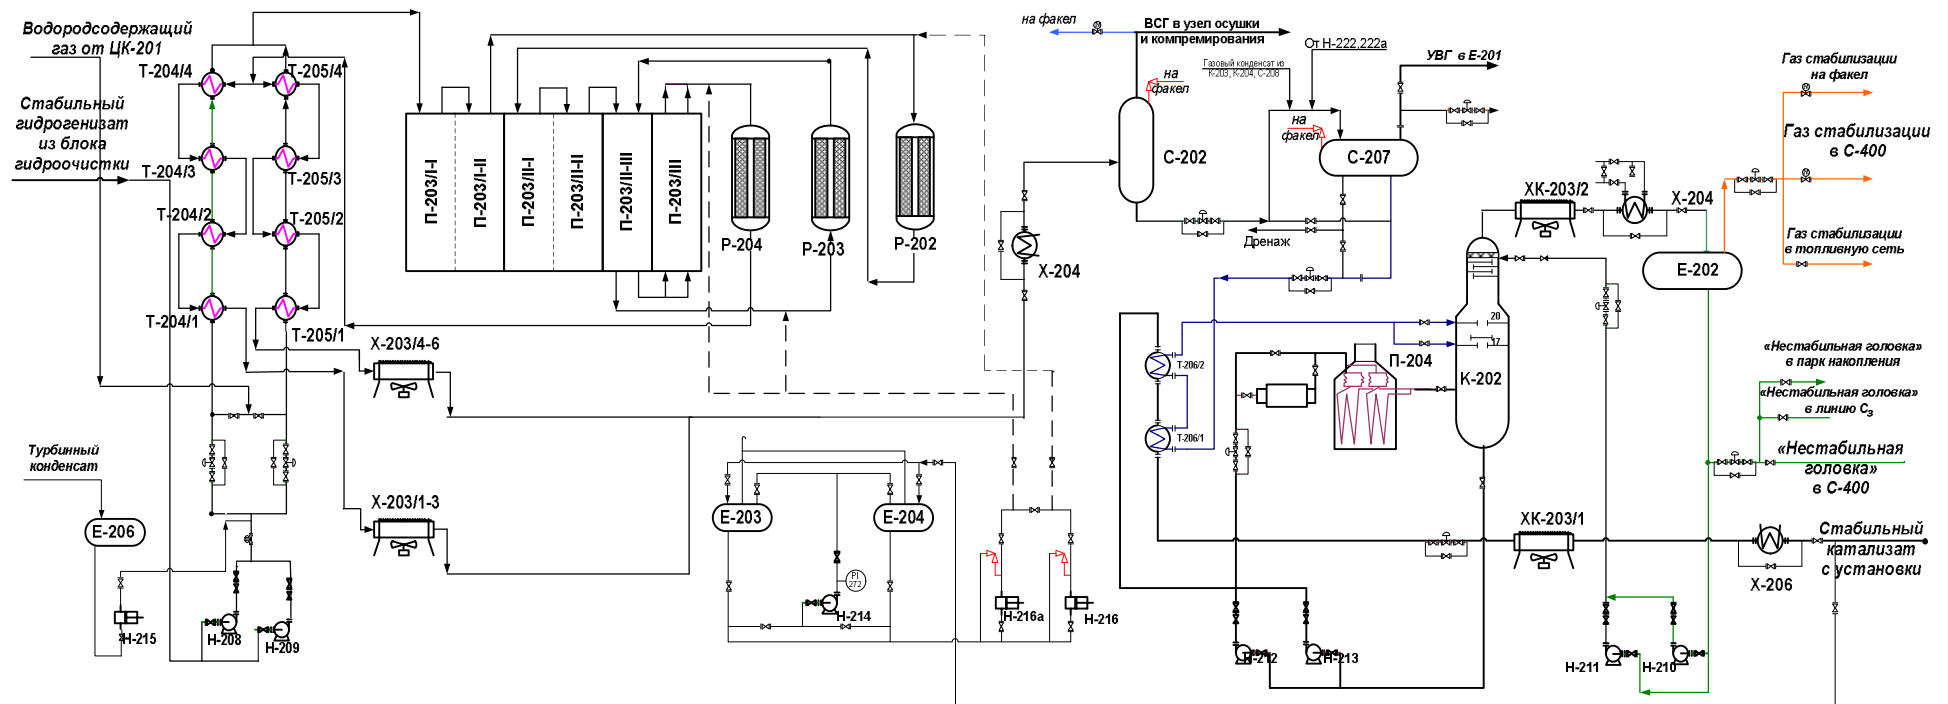 Водородсодержащий
газ от ЦК-201
Т-204/4
Т-205/4
Стабильный
гидрогенизат
из блока
гидроочистки
Т-204/3
Т-205/3
Т-204/2
Т-205/2
Т-204/1
Т-205/1
Турбинный
конденсат
Е-206
Н-215
Н-208
Н-209
Х-203/4-6
Х-203/1-3
П-203/I-I
П-203/I-II
П-203/II-I
П-203/II-II
П-203/II-III
П-203/III
Р-204
Р-203
Р-202
Е-203
Е-204
PI
272
Н-214
Н-216а
Н-216
Х-204
на факел
ВСГ в узел осушки
и компремирования
на
факел
С-202
От Н-222,222а
Газовый конденсат из
К-203, К-204, С-208
на
факел
С-207
УВГ в Е-201
Дренаж
Т-206/2
Т-206/1
П-204
20
17
К-202
Н-212
Н-213
ХК-203/2
Х-204
Е-202
Газ стабилизации
на факел
Газ стабилизации
в С-400
Газ стабилизации
в топливную сеть
«Нестабильная головка»
в парк накопления
«Нестабильная головка»
в линию С3
«Нестабильная
головка»
в С-400
ХК-203/1
Х-206
Стабильный
катализат
с установки
Н-211
Н-210